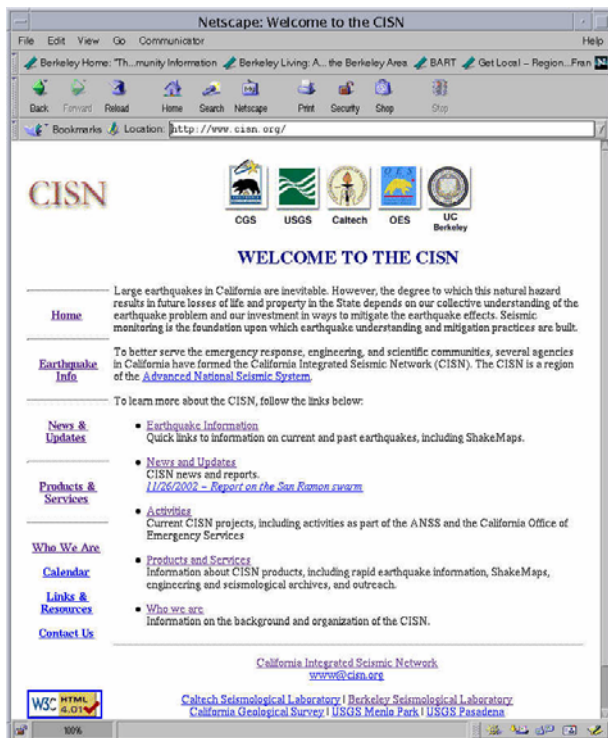 Netscape: Welcome to the CISN
File Edit View Go Communicator Help
Berkeley Home: "Th...munity Information Berkeley Living: A... the Berkeley Area BART Get Local – Region...Fran
Back Forward Reload Home Search Netscape Print Security Shop Stop
Bookmarks Location: http://www.cisn.org/
CISN
CGS USGS Caltech OES UC Berkeley
WELCOME TO THE CISN
Home
Earthquake
Info
News &
Updates
Products &
Services
Who We Are
Calendar
Links &
Resources
Contact Us
Large earthquakes in California are inevitable. However, the degree to which this natural hazard
results in future losses of life and property in the State depends on our collective understanding of the
earthquake problem and our investment in ways to mitigate the earthquake effects. Seismic
monitoring is the foundation upon which earthquake understanding and mitigation practices are built.
To better serve the emergency response, engineering, and scientific communities, several agencies
in California have formed the California Integrated Seismic Network (CISN). The CISN is a region
of the Advanced National Seismic System.
To learn more about the CISN, follow the links below:
• Earthquake Information
Quick links to information on current and past earthquakes, including ShakeMaps.
• News and Updates
CISN news and reports.
11/26/2002 – Report on the San Ramon swarm
• Activities
Current CISN projects, including activities as part of the ANSS and the California Office of
Emergency Services
• Products and Services
Information about CISN products, including rapid earthquake information, ShakeMaps,
engineering and seismological archives, and outreach.
• Who we are
Information on the background and organization of the CISN.
California Integrated Seismic Network
www@cisn.org
Caltech Seismological Laboratory | Berkeley Seismological Laboratory
California Geological Survey | USGS Menlo Park | USGS Pasadena
W3C HTML 4.01
100%